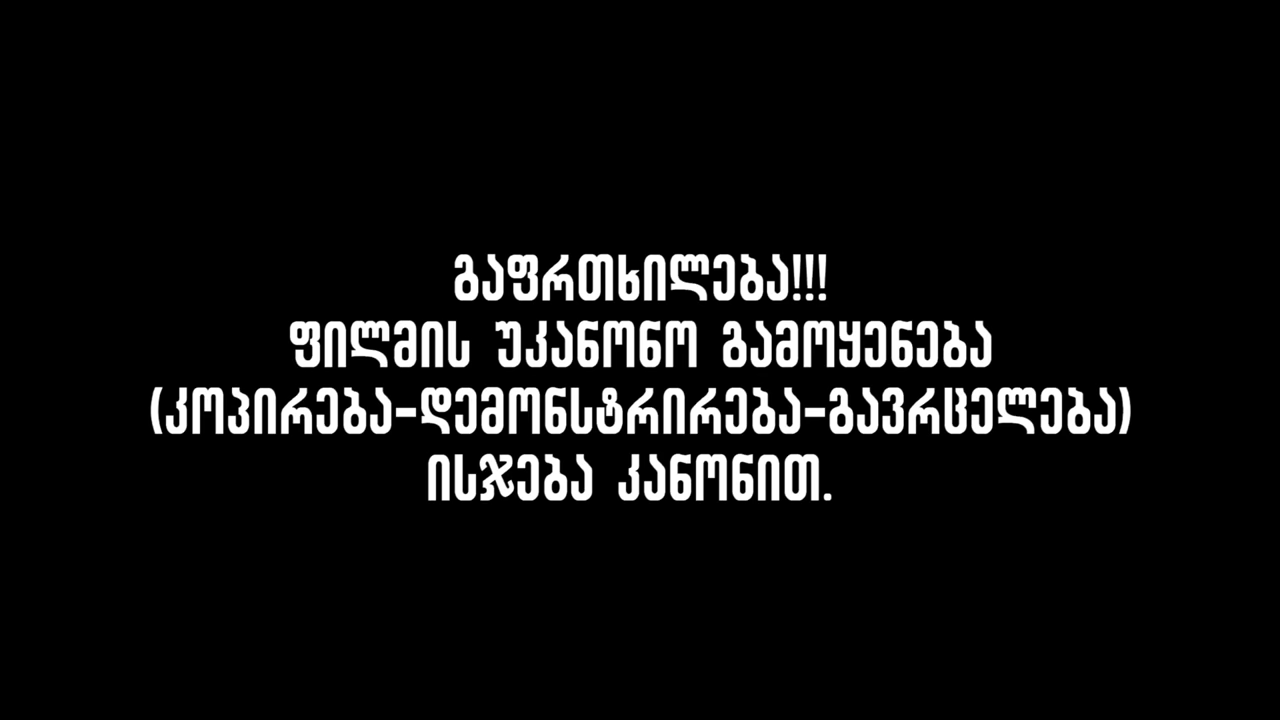 გაფრთხილება!!!
ფილმის უკანონო გამოყენება
(კოპირება-დემონსტრირება-გავრცელება)
ისჯება კანონით.